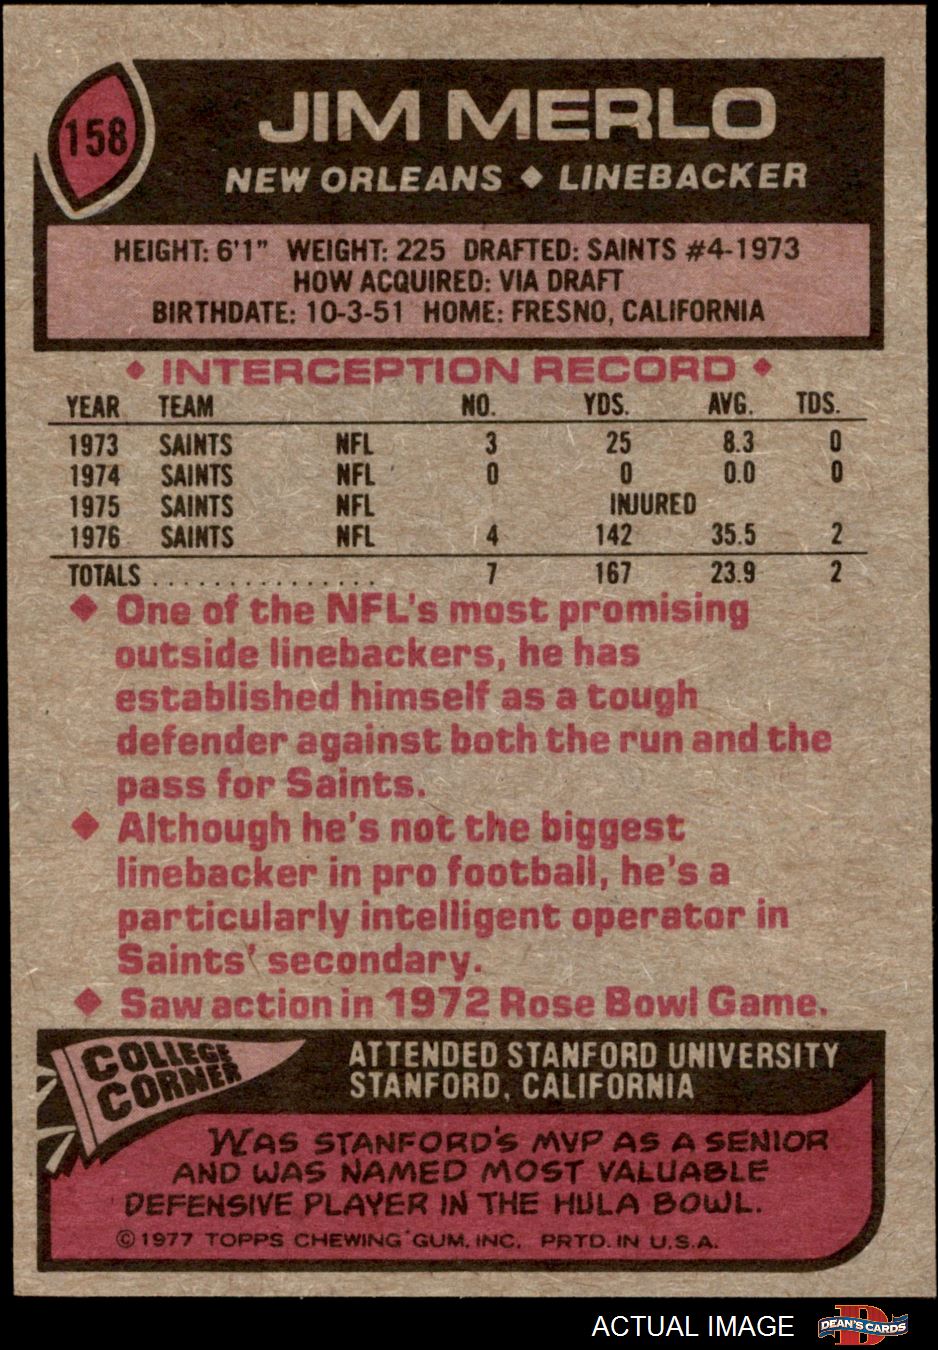 158
JIM MERLO
NEW ORLEANS ♦ LINEBACKER
HEIGHT: 6'1" WEIGHT: 225 DRAFTED: SAINTS #4-1973
HOW ACQUIRED: VIA DRAFT
BIRTHDATE: 10-3-51 HOME: FRESNO, CALIFORNIA
♦ INTERCEPTION RECORD ♦
YEAR TEAM NO. YDS. AVG. TDS.
1973 SAINTS NFL 3 25 8.3 0
1974 SAINTS NFL 0 0 0.0 0
1975 SAINTS NFL INJURED
1976 SAINTS NFL 4 142 35.5 2
TOTALS ............... 7 167 23.9 2
♦ One of the NFL's most promising
outside linebackers, he has
established himself as a tough
defender against both the run and the
pass for Saints.
♦ Although he's not the biggest
linebacker in pro football, he's a
particularly intelligent operator in
Saints' secondary.
♦ Saw action in 1972 Rose Bowl Game.
COLLEGE
CORNER
ATTENDED STANFORD UNIVERSITY
STANFORD, CALIFORNIA
WAS STANFORD'S MVP AS A SENIOR
AND WAS NAMED MOST VALUABLE
DEFENSIVE PLAYER IN THE HULA BOWL.
© 1977 TOPPS CHEWING GUM, INC. PRTD. IN U.S.A.
ACTUAL IMAGE
D
DEAN'S CARDS